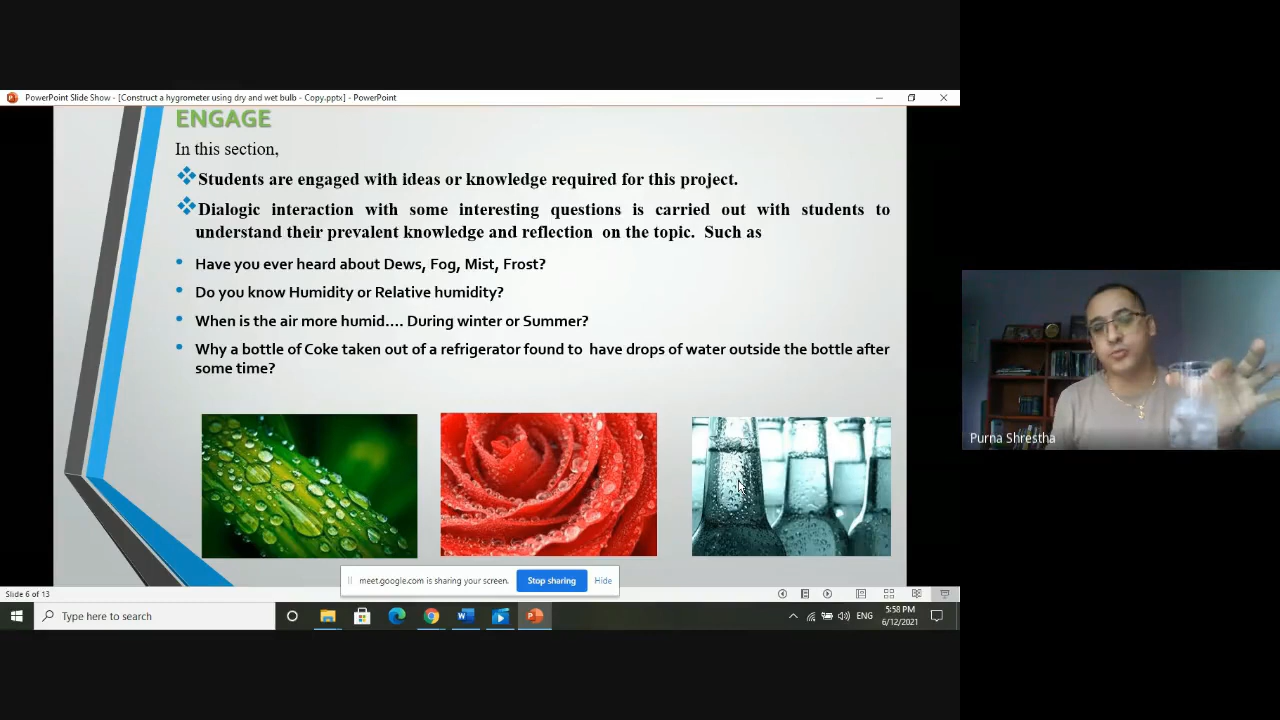 PowerPoint Slide Show - [Construct a hygrometer using dry and wet bulb - Copy.pptx] - PowerPoint
ENGAGE
In this section,
Students are engaged with ideas or knowledge required for this project.
Dialogic interaction with some interesting questions is carried out with students to
understand their prevalent knowledge and reflection on the topic. Such as
Have you ever heard about Dews, Fog, Mist, Frost?
Do you know Humidity or Relative humidity?
When is the air more humid.... During winter or Summer?
Why a bottle of Coke taken out of a refrigerator found to have drops of water outside the bottle after
some time?
Purna Shrestha
meet.google.com is sharing your screen. Stop sharing Hide
Slide 6 of 13
Type here to search
ENG
5:58 PM
6/12/2021